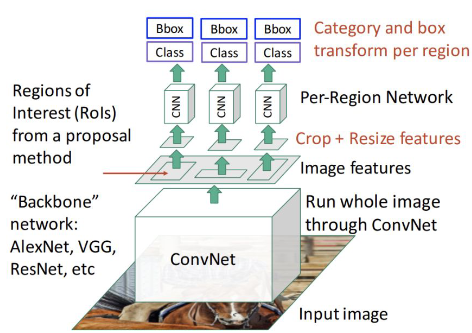 Bbox Bbox Bbox
Class Class Class
Category and box
transform per region
Regions of
Interest (RoIs)
from a proposal
method
CNN CNN CNN
Per-Region Network
Crop + Resize features
Image features
“Backbone”
network:
AlexNet, VGG,
ResNet, etc
Run whole image
through ConvNet
ConvNet
Input image